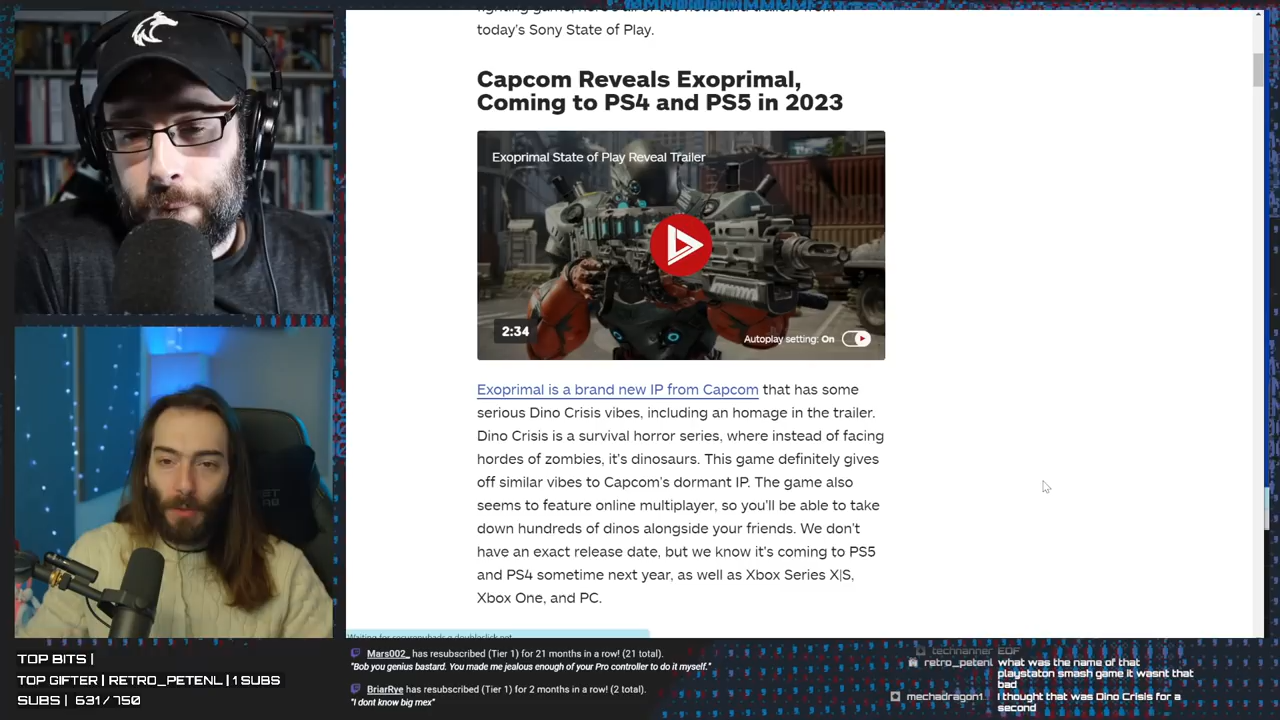 today's Sony State of Play.
Capcom Reveals Exoprimal,
Coming to PS4 and PS5 in 2023
Exoprimal State of Play Reveal Trailer
2:34
Autoplay setting: On
Exoprimal is a brand new IP from Capcom that has some
serious Dino Crisis vibes, including an homage in the trailer.
Dino Crisis is a survival horror series, where instead of facing
hordes of zombies, it's dinosaurs. This game definitely gives
off similar vibes to Capcom's dormant IP. The game also
seems to feature online multiplayer, so you'll be able to take
down hundreds of dinos alongside your friends. We don't
have an exact release date, but we know it's coming to PS5
and PS4 sometime next year, as well as Xbox Series X|S,
Xbox One, and PC.
TOP BITS |
TOP GIFTER | RETRO_PETENL | 1 SUBS
SUBS | 631/750
Mars002_ has resubscribed (Tier 1) for 21 months in a row! (21 total).
"Bob you genius bastard. You made me jealous enough of your Pro controller to do it myself."
BriarRye has resubscribed (Tier 1) for 2 months in a row! (2 total).
"I dont know big mex"
EDF
retro_petenl what was the name of that
playstaton smash game it wasnt that
bad
mechadragon1 I thought that was Dino Crisis for a
second